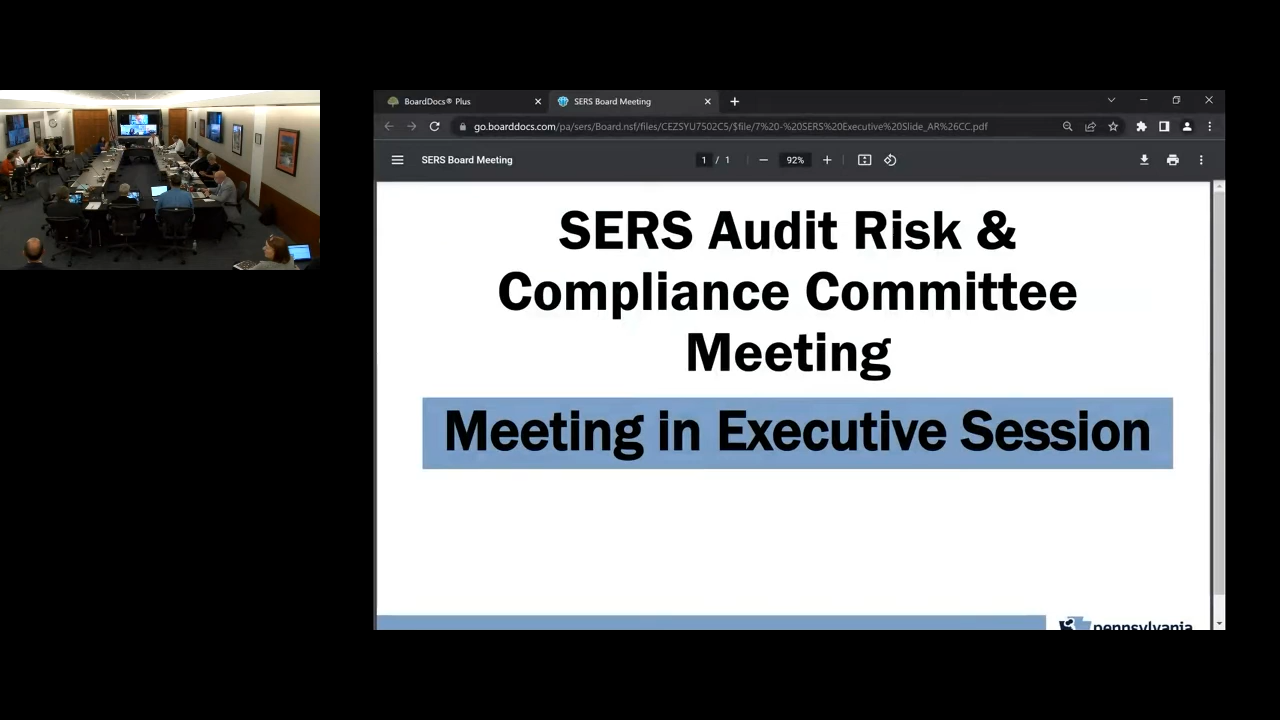 BoardDocs® Plus
SERS Board Meeting
go.boarddocs.com/pa/sers/Board.nsf/files/CEZSYU7502C5/$file/7%20-%20SERS%20Executive%20Slide_AR%26CC.pdf
SERS Board Meeting
1 / 1
92%
SERS Audit Risk &
Compliance Committee
Meeting
Meeting in Executive Session
pennsylvania